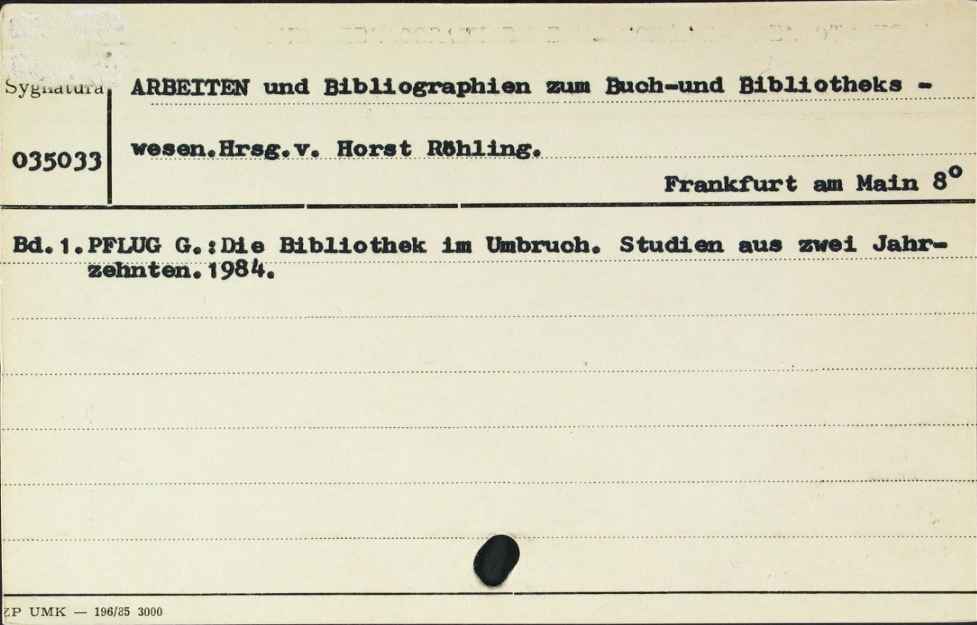 Sygnatura
ARBEITEN und Bibliographien zum Buch-und Bibliotheks -
035033
wesen.Hrsg.v. Horst Röhling.
Frankfurt am Main 8°
Bd.1.PFLUG G.:Die Bibliothek im Umbruch. Studien aus zwei Jahr-
zehnten.1984.
ZP UMK — 196/85 3000